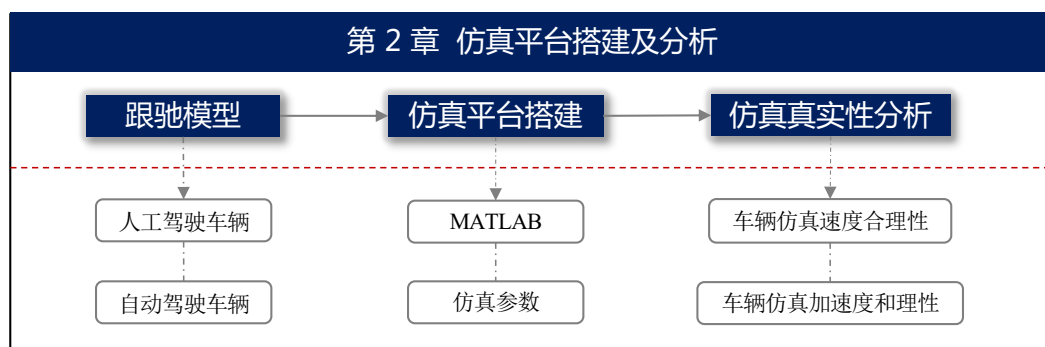 第 2 章 仿真平台搭建及分析
跟驰模型
仿真平台搭建
仿真真实性分析
人工驾驶车辆
MATLAB
车辆仿真速度合理性
自动驾驶车辆
仿真参数
车辆仿真加速度和理性